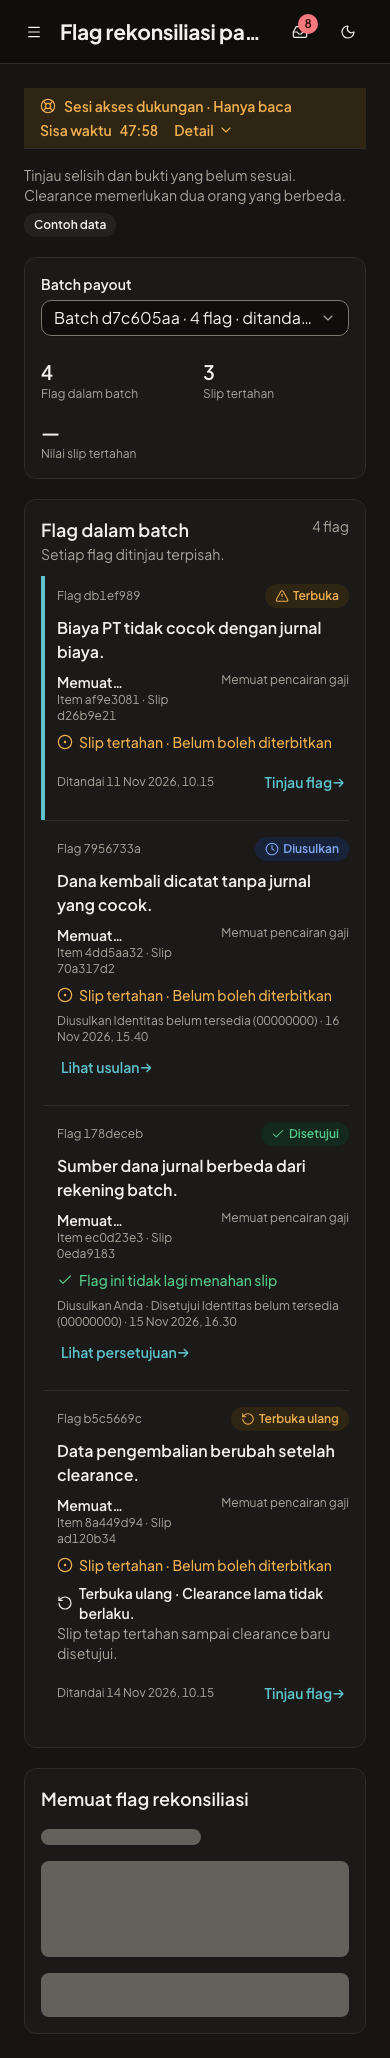 Flag rekonsiliasi pa...
8
Sesi akses dukungan · Hanya baca
Sisa waktu 47:58 Detail
Tinjau selisih dan bukti yang belum sesuai.
Clearance memerlukan dua orang yang berbeda.
Contoh data
Batch payout
Batch d7c605aa · 4 flag · ditanda...
4
Flag dalam batch
3
Slip tertahan
—
Nilai slip tertahan
Flag dalam batch
4 flag
Setiap flag ditinjau terpisah.
Flag db1ef989
Terbuka
Biaya PT tidak cocok dengan jurnal
biaya.
Memuat...
Memuat pencairan gaji
Item af9e3081 · Slip
d26b9e21
Slip tertahan · Belum boleh diterbitkan
Ditandai 11 Nov 2026, 10.15
Tinjau flag→
Flag 7956733a
Diusulkan
Dana kembali dicatat tanpa jurnal
yang cocok.
Memuat...
Memuat pencairan gaji
Item 4dd5aa32 · Slip
70a317d2
Slip tertahan · Belum boleh diterbitkan
Diusulkan Identitas belum tersedia (00000000) · 16
Nov 2026, 15.40
Lihat usulan→
Flag 178deceb
Disetujui
Sumber dana jurnal berbeda dari
rekening batch.
Memuat...
Memuat pencairan gaji
Item ec0d23e3 · Slip
0eda9183
Flag ini tidak lagi menahan slip
Diusulkan Anda · Disetujui Identitas belum tersedia
(00000000) · 15 Nov 2026, 16.30
Lihat persetujuan→
Flag b5c5669c
Terbuka ulang
Data pengembalian berubah setelah
clearance.
Memuat...
Memuat pencairan gaji
Item 8a449d94 · Slip
ad120b34
Slip tertahan · Belum boleh diterbitkan
Terbuka ulang · Clearance lama tidak
berlaku.
Slip tetap tertahan sampai clearance baru
disetujui.
Ditandai 14 Nov 2026, 10.15
Tinjau flag→
Memuat flag rekonsiliasi